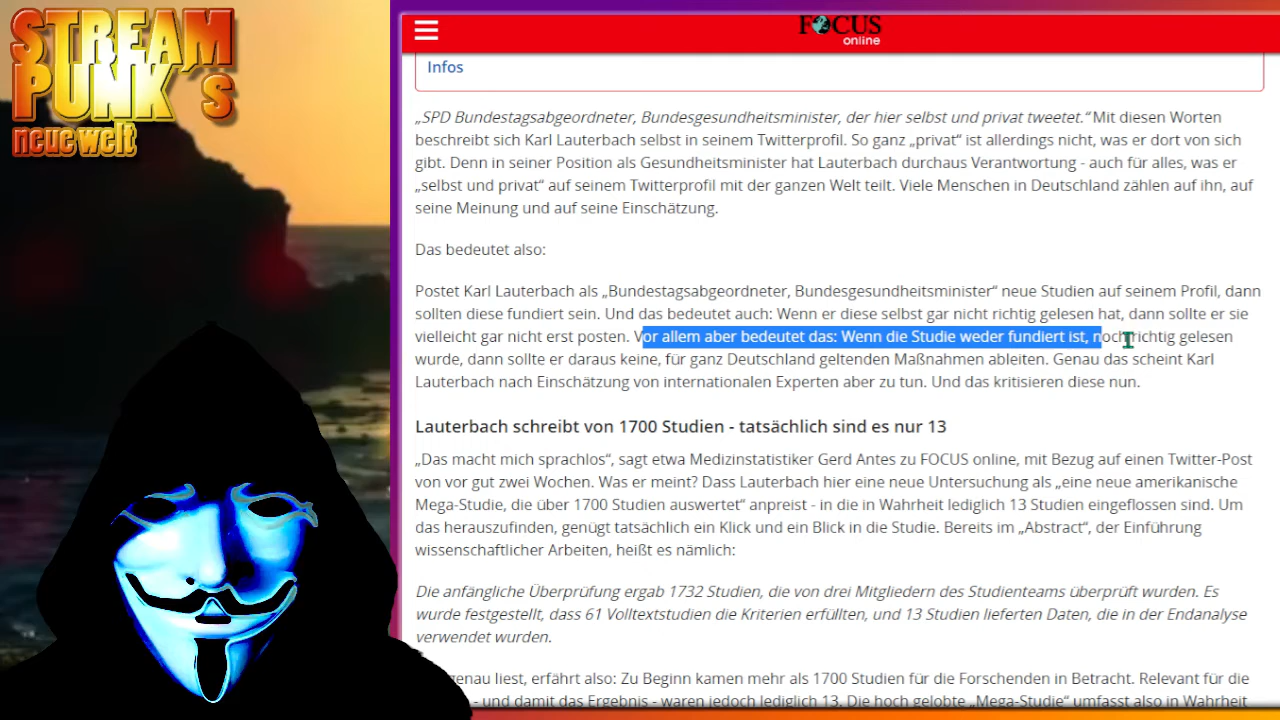 STREAM
PUNK´s
neue welt
FOCUS
online
Infos
„SPD Bundestagsabgeordneter, Bundesgesundheitsminister, der hier selbst und privat tweetet.“ Mit diesen Worten
beschreibt sich Karl Lauterbach selbst in seinem Twitterprofil. So ganz „privat“ ist allerdings nicht, was er dort von sich
gibt. Denn in seiner Position als Gesundheitsminister hat Lauterbach durchaus Verantwortung - auch für alles, was er
„selbst und privat“ auf seinem Twitterprofil mit der ganzen Welt teilt. Viele Menschen in Deutschland zählen auf ihn, auf
seine Meinung und auf seine Einschätzung.
Das bedeutet also:
Postet Karl Lauterbach als „Bundestagsabgeordneter, Bundesgesundheitsminister“ neue Studien auf seinem Profil, dann
sollten diese fundiert sein. Und das bedeutet auch: Wenn er diese selbst gar nicht richtig gelesen hat, dann sollte er sie
vielleicht gar nicht erst posten. Vor allem aber bedeutet das: Wenn die Studie weder fundiert ist, noch richtig gelesen
wurde, dann sollte er daraus keine, für ganz Deutschland geltenden Maßnahmen ableiten. Genau das scheint Karl
Lauterbach nach Einschätzung von internationalen Experten aber zu tun. Und das kritisieren diese nun.
Lauterbach schreibt von 1700 Studien - tatsächlich sind es nur 13
„Das macht mich sprachlos“, sagt etwa Medizinstatistiker Gerd Antes zu FOCUS online, mit Bezug auf einen Twitter-Post
von vor gut zwei Wochen. Was er meint? Dass Lauterbach hier eine neue Untersuchung als „eine neue amerikanische
Mega-Studie, die über 1700 Studien auswertet“ anpreist - in die in Wahrheit lediglich 13 Studien eingeflossen sind. Um
das herauszufinden, genügt tatsächlich ein Klick und ein Blick in die Studie. Bereits im „Abstract“, der Einführung
wissenschaftlicher Arbeiten, heißt es nämlich:
Die anfängliche Überprüfung ergab 1732 Studien, die von drei Mitgliedern des Studienteams überprüft wurden. Es
wurde festgestellt, dass 61 Volltextstudien die Kriterien erfüllten, und 13 Studien lieferten Daten, die in der Endanalyse
verwendet wurden.
genau liest, erfährt also: Zu Beginn kamen mehr als 1700 Studien für die Forschenden in Betracht. Relevant für die
- und damit das Ergebnis - waren jedoch lediglich 13. Die hoch gelobte „Mega-Studie“ umfasst also in Wahrheit